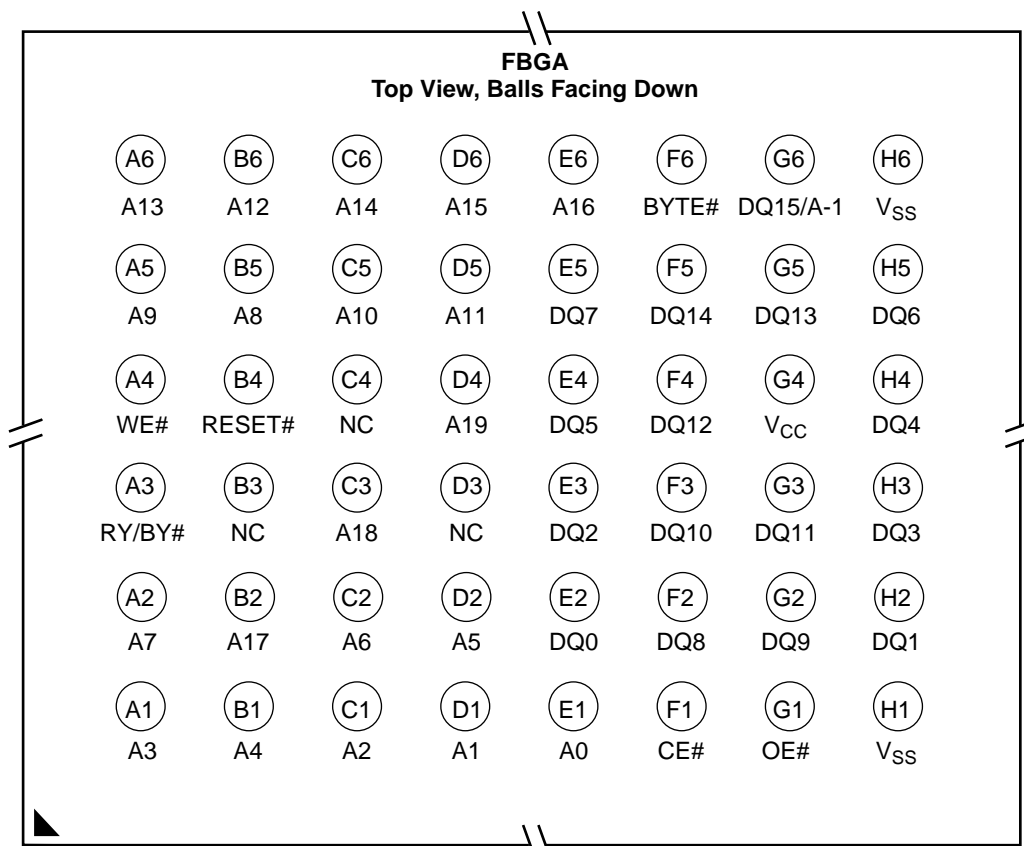 FBGA
Top View, Balls Facing Down
A6 B6 C6 D6 E6 F6 G6 H6
A13 A12 A14 A15 A16 BYTE# DQ15/A-1 VSS
A5 B5 C5 D5 E5 F5 G5 H5
A9 A8 A10 A11 DQ7 DQ14 DQ13 DQ6
A4 B4 C4 D4 E4 F4 G4 H4
WE# RESET# NC A19 DQ5 DQ12 VCC DQ4
A3 B3 C3 D3 E3 F3 G3 H3
RY/BY# NC A18 NC DQ2 DQ10 DQ11 DQ3
A2 B2 C2 D2 E2 F2 G2 H2
A7 A17 A6 A5 DQ0 DQ8 DQ9 DQ1
A1 B1 C1 D1 E1 F1 G1 H1
A3 A4 A2 A1 A0 CE# OE# VSS